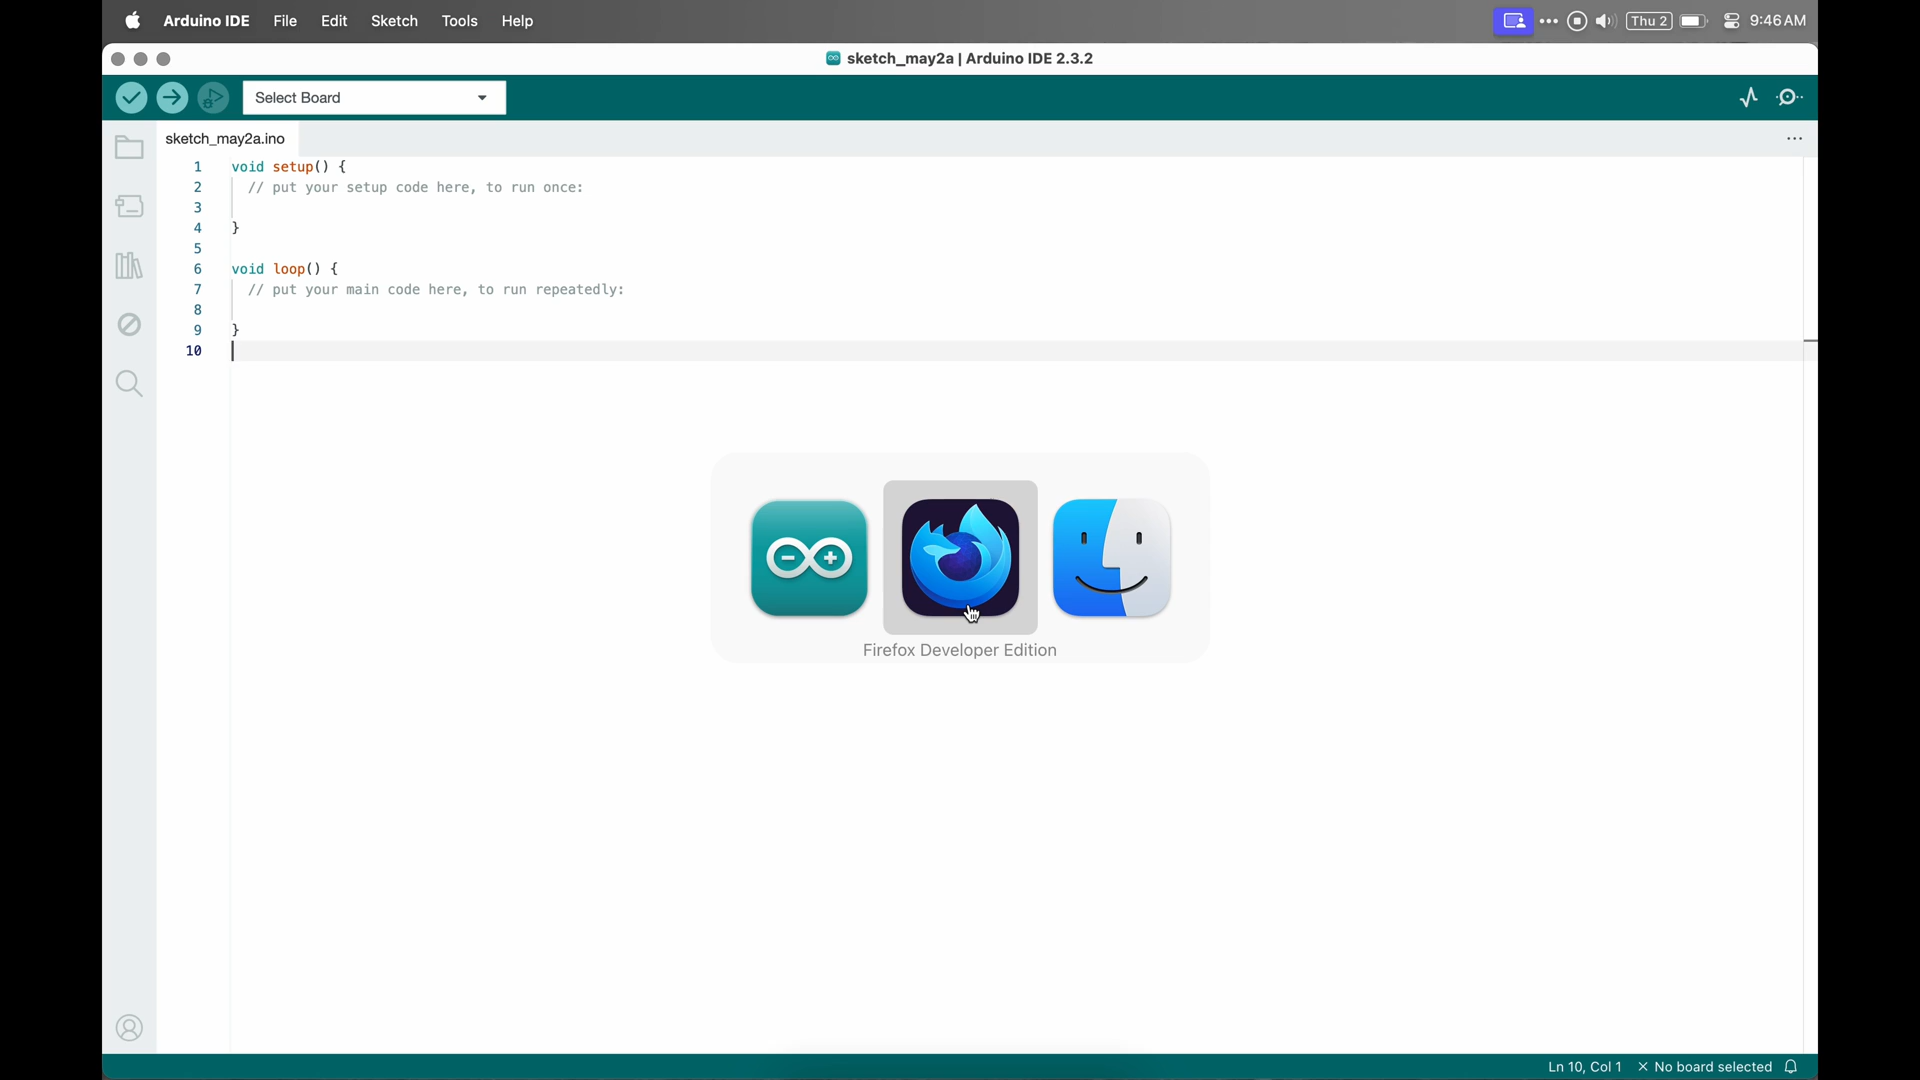 Arduino IDE File Edit Sketch Tools Help
Thu 2 9:46 AM
sketch_may2a | Arduino IDE 2.3.2
Select Board
sketch_may2a.ino
1 void setup() {
2 // put your setup code here, to run once:
3
4 }
5
6 void loop() {
7 // put your main code here, to run repeatedly:
8
9 }
10
Firefox Developer Edition
Ln 10, Col 1 × No board selected